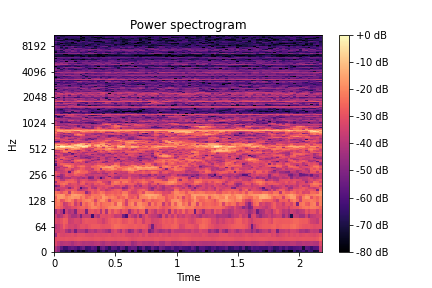 Power spectrogram
8192
4096
2048
1024
512
256
128
64
0
Hz
0 0.5 1 1.5 2
Time
+0 dB
-10 dB
-20 dB
-30 dB
-40 dB
-50 dB
-60 dB
-70 dB
-80 dB